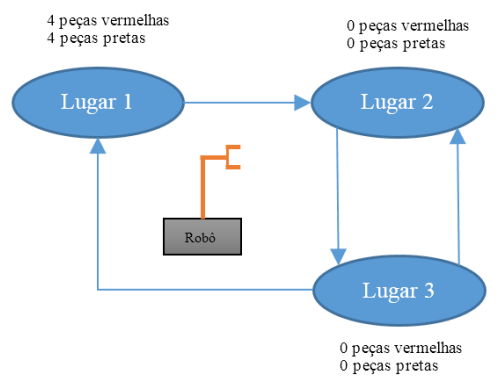 4 peças vermelhas
4 peças pretas
0 peças vermelhas
0 peças pretas
Lugar 1
Lugar 2
Robô
Lugar 3
0 peças vermelhas
0 peças pretas